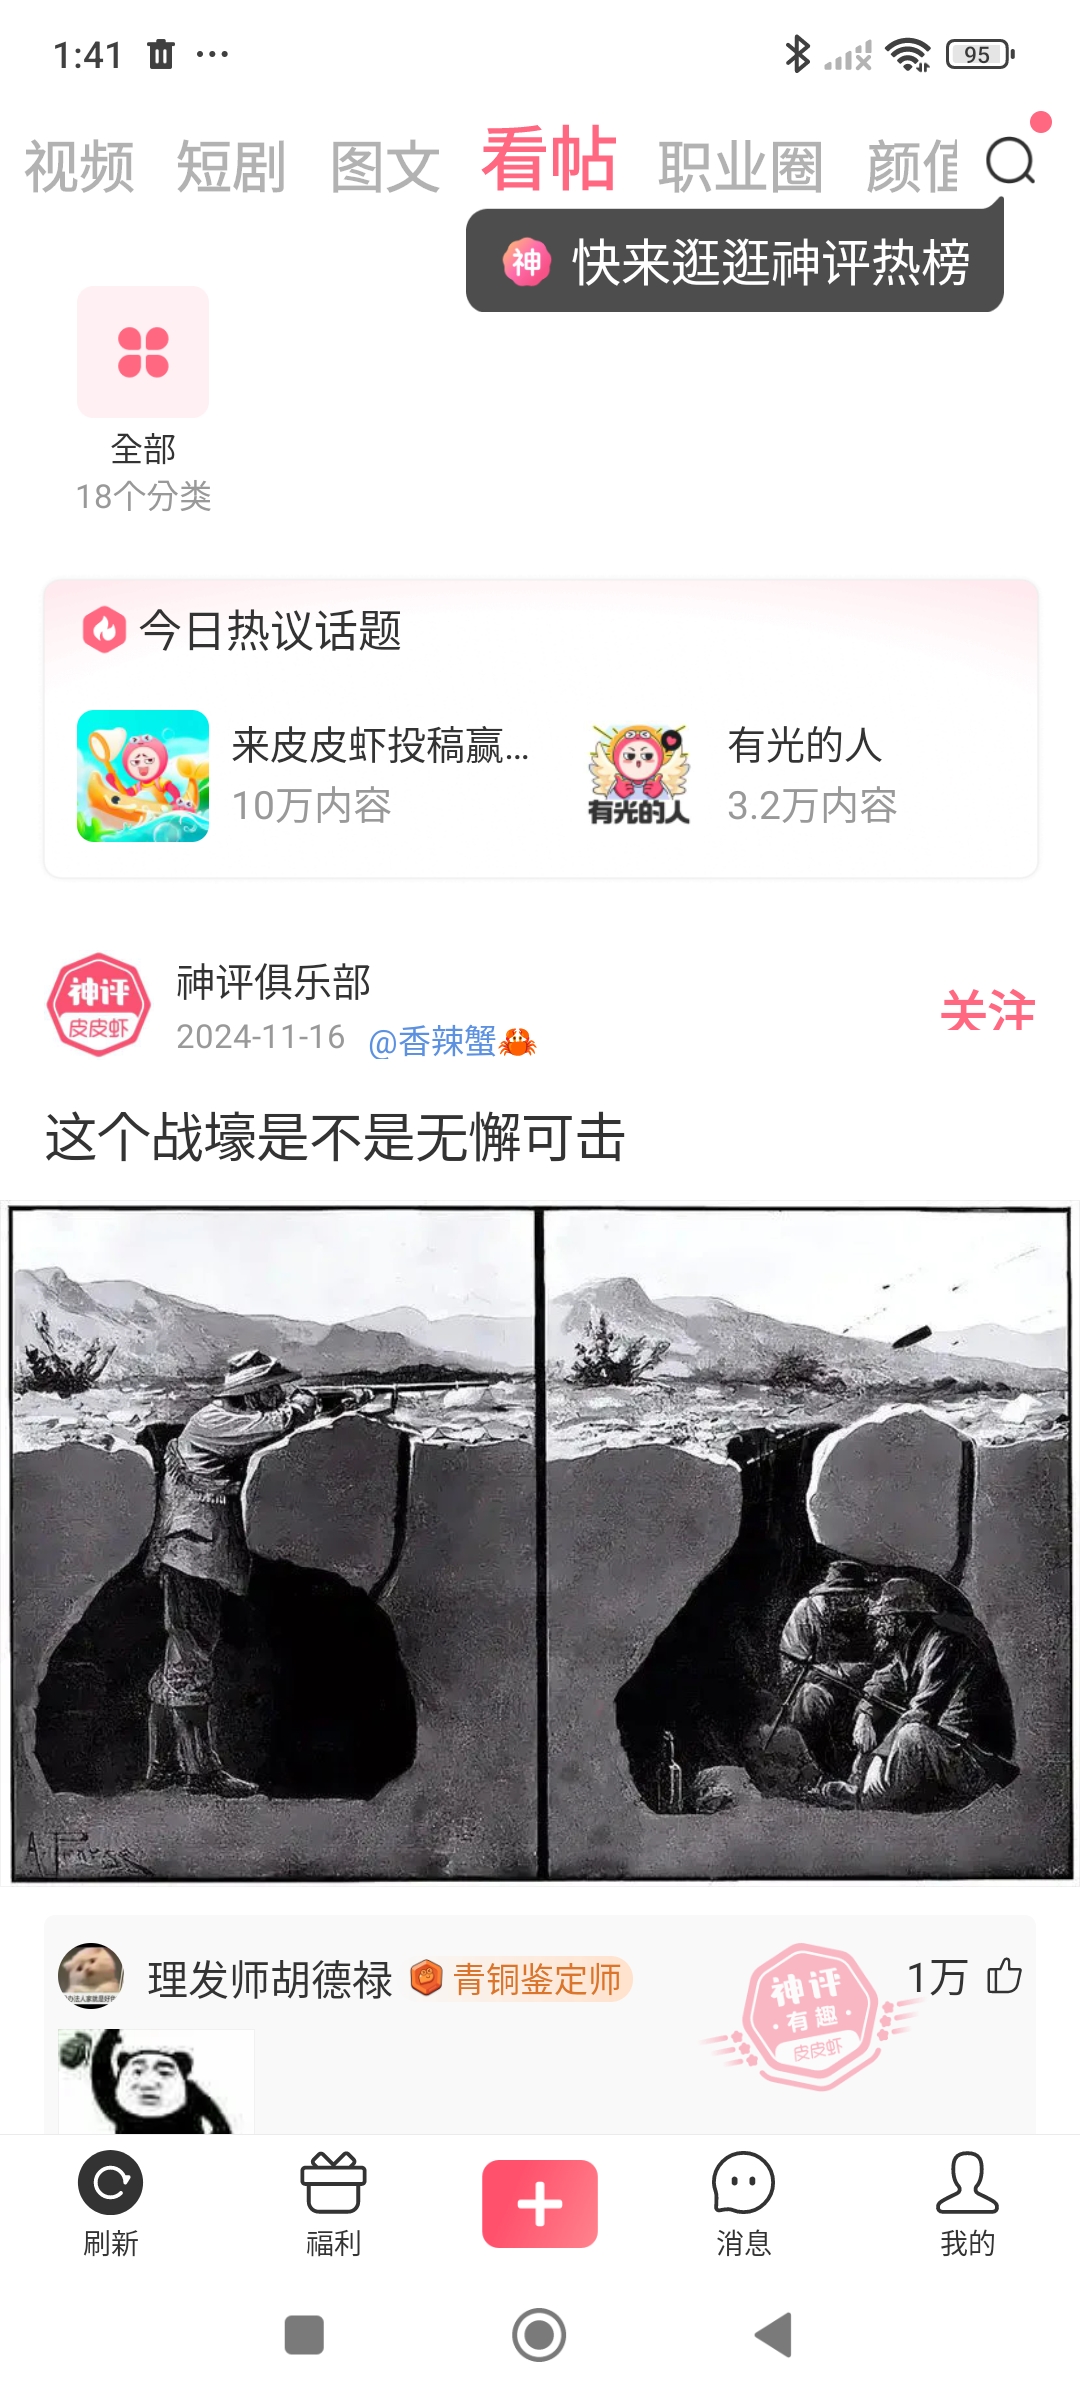 1:41
95
视频 短剧 图文 看帖 职业圈 颜值
神 快来逛逛神评热榜
全部
18个分类
今日热议话题
来皮皮虾投稿赢...
10万内容
有光的人
有光的人
3.2万内容
神评
皮皮虾
神评俱乐部
2024-11-16 @香辣蟹
关注
这个战壕是不是无懈可击
理发师胡德禄 青铜鉴定师
神评
有趣
皮皮虾
1万
刷新 福利 消息 我的